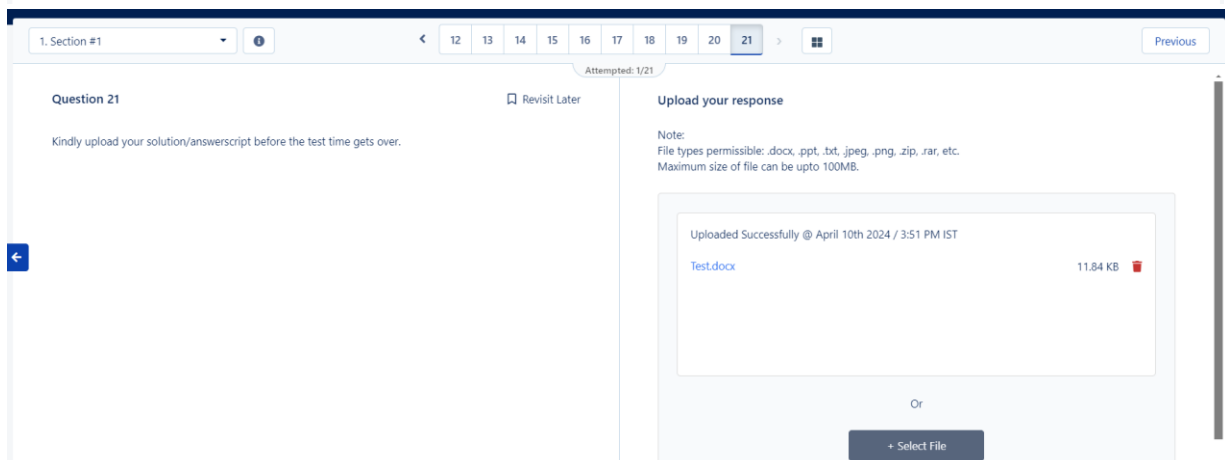 1. Section #1
12 13 14 15 16 17 18 19 20 21
Previous
Attempted: 1/21
Question 21
Revisit Later
Kindly upload your solution/answerscript before the test time gets over.
Upload your response
Note:
File types permissible: .docx, .ppt, .txt, .jpeg, .png, .zip, .rar, etc.
Maximum size of file can be upto 100MB.
Uploaded Successfully @ April 10th 2024 / 3:51 PM IST
Test.docx 11.84 KB
Or
+ Select File